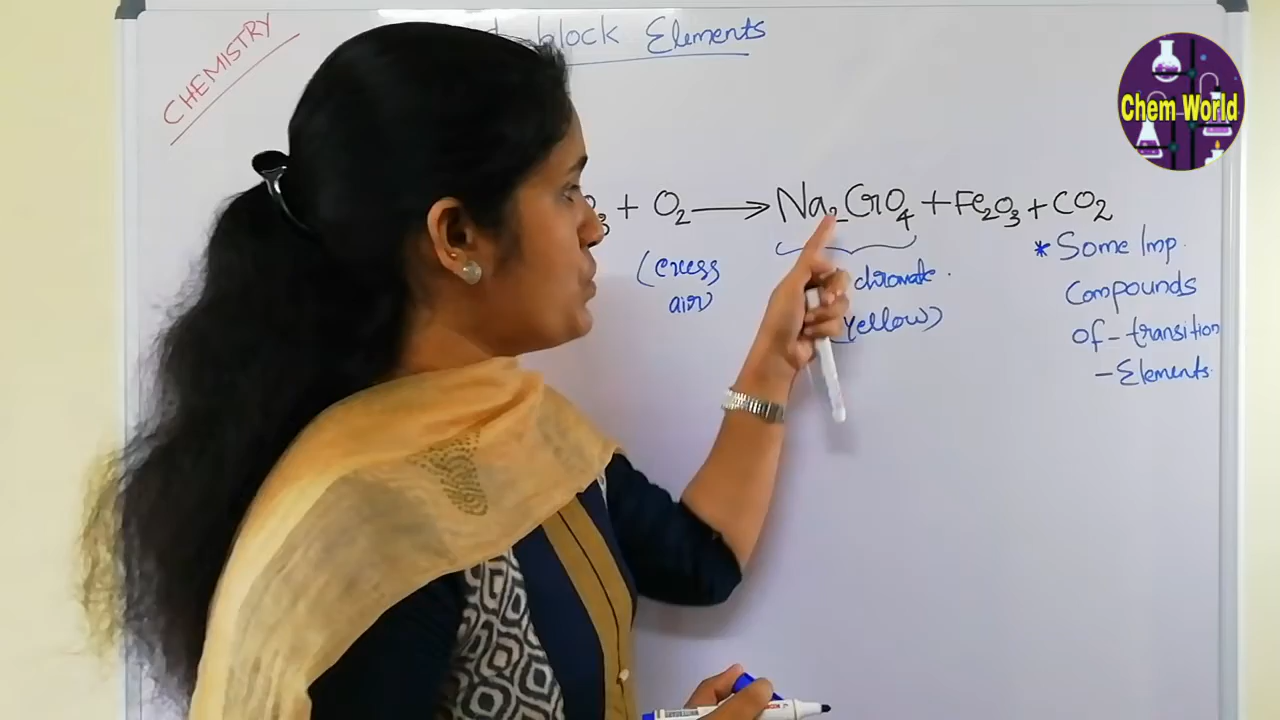 CHEMISTRY
block Elements
Chem World
3 + O2 → Na2CrO4 + Fe2O3 + CO2
(excess
air)
chromate.
yellow)
* Some Imp.
Compounds
of - transition
- Elements.